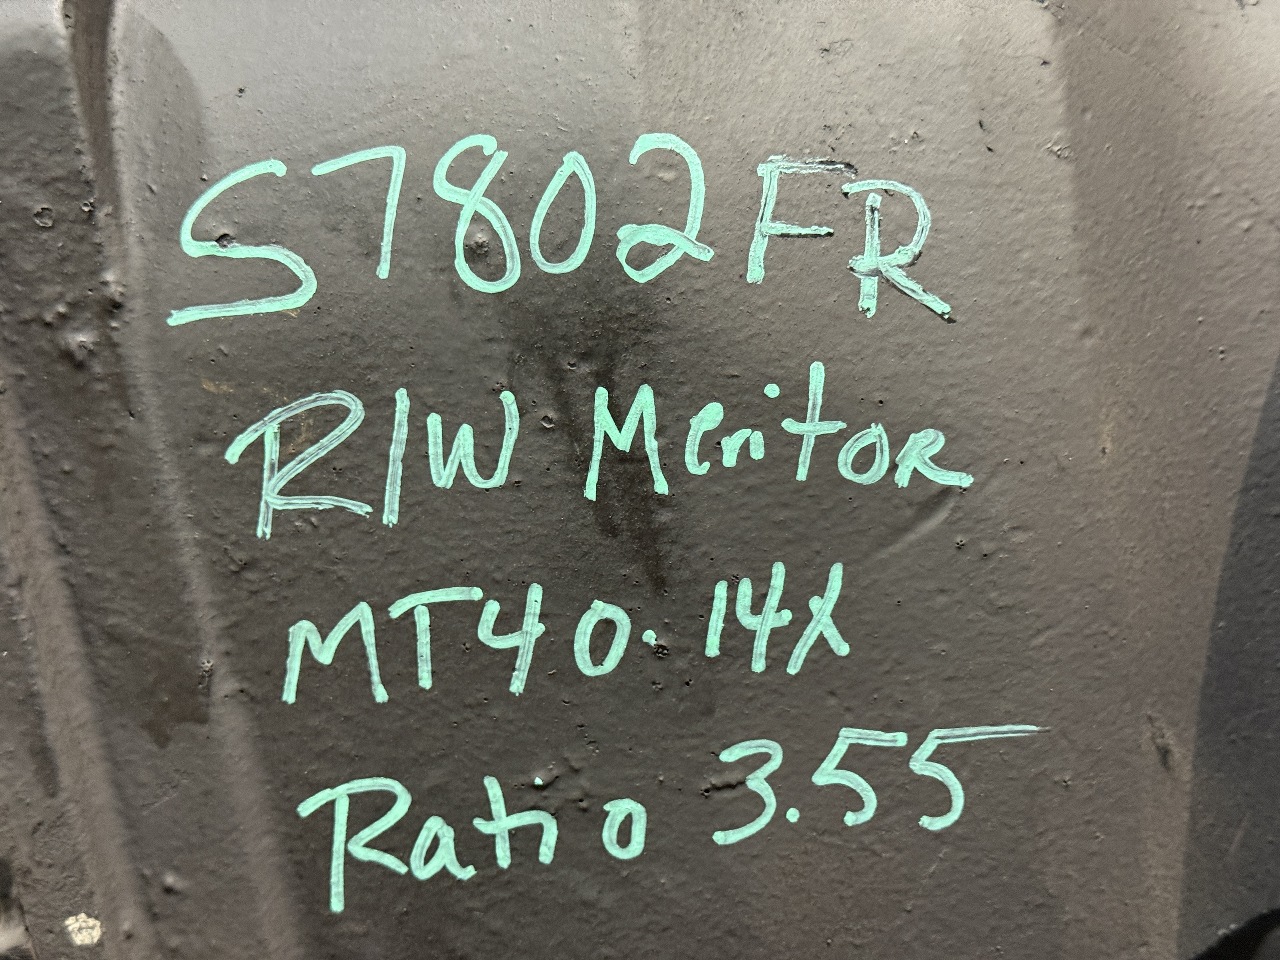 S7802FR
R/W Meritor
MT40.14X
Ratio 3.55